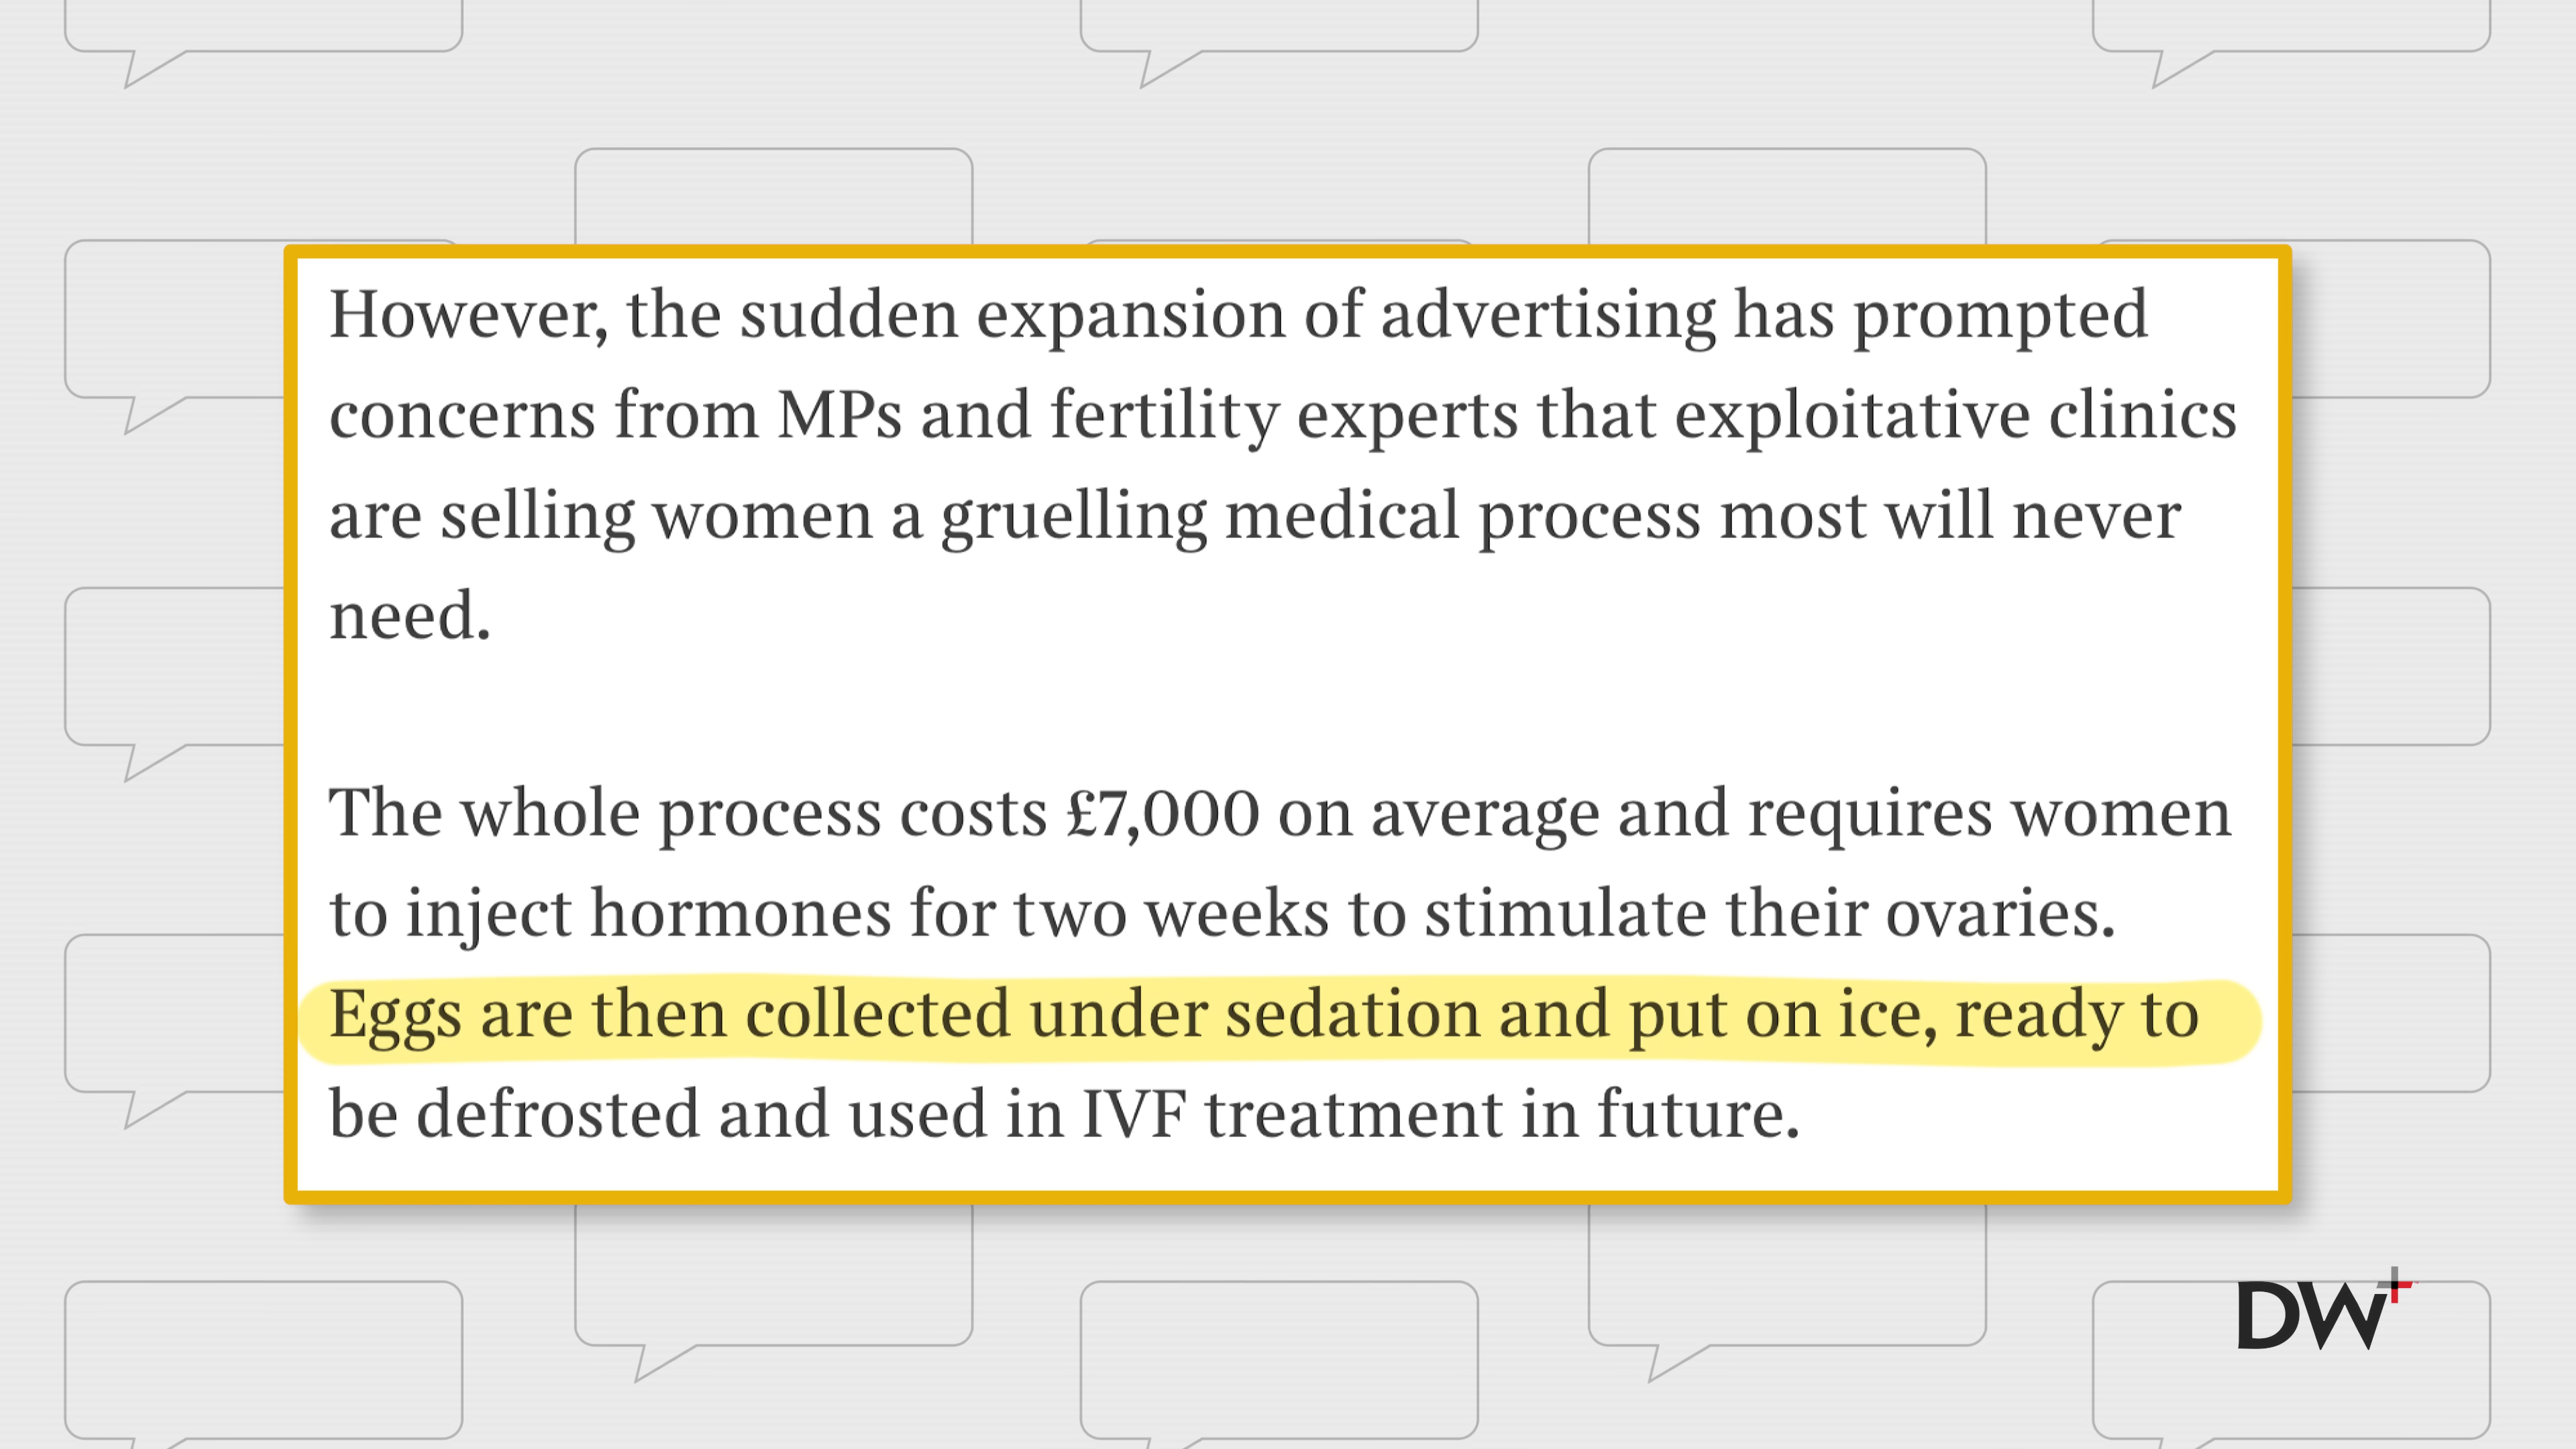 However, the sudden expansion of advertising has prompted
concerns from MPs and fertility experts that exploitative clinics
are selling women a gruelling medical process most will never
need.
The whole process costs £7,000 on average and requires women
to inject hormones for two weeks to stimulate their ovaries.
Eggs are then collected under sedation and put on ice, ready to
be defrosted and used in IVF treatment in future.
DW+